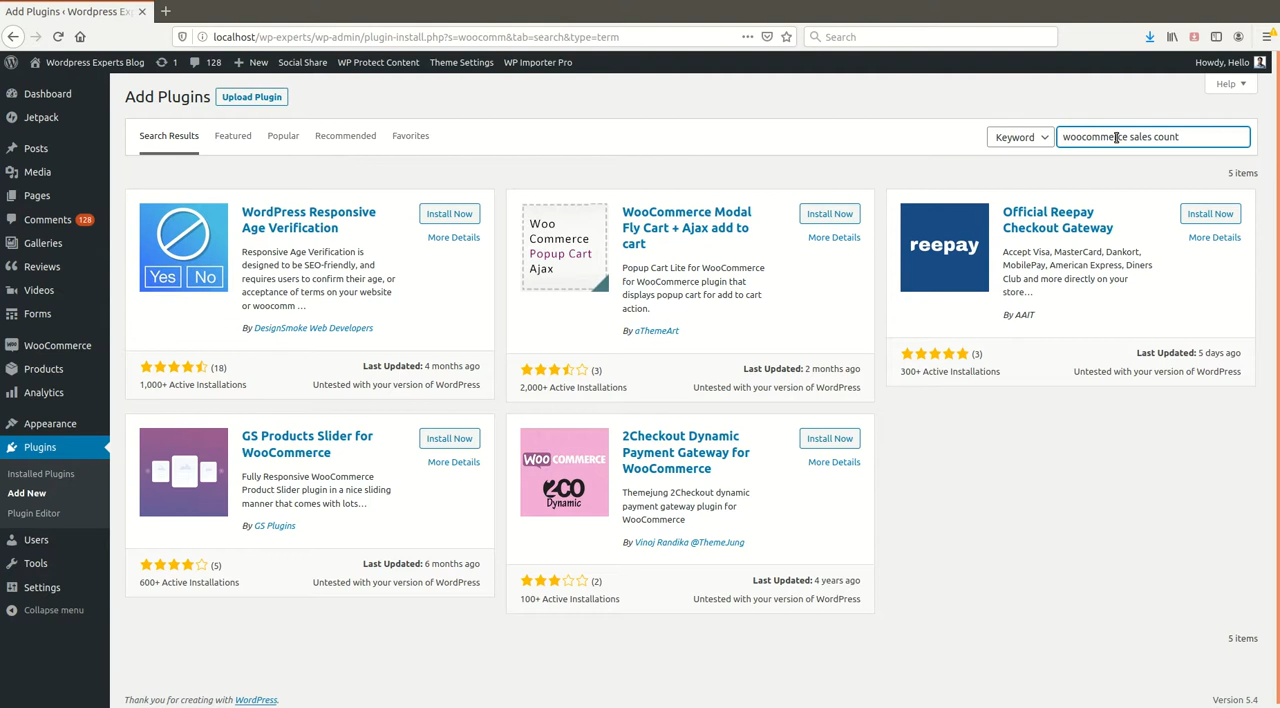 Add Plugins ‹ Wordpress Ex
localhost/wp-experts/wp-admin/plugin-install.php?s=woocomm&tab=search&type=term
Search
Wordpress Experts Blog 1 128 New Social Share WP Protect Content Theme Settings WP Importer Pro Howdy, Hello
Dashboard
Jetpack
Posts
Media
Pages
Comments 128
Galleries
Reviews
Videos
Forms
WooCommerce
Products
Analytics
Appearance
Plugins
Installed Plugins
Add New
Plugin Editor
Users
Tools
Settings
Collapse menu
Help
Add Plugins Upload Plugin
Search Results Featured Popular Recommended Favorites Keyword woocommerce sales count
5 items
WordPress Responsive
Age Verification
Install Now
More Details
Responsive Age Verification is
designed to be SEO-friendly, and
requires users to confirm their age, or
acceptance of terms on your website
or woocomm …
By DesignSmoke Web Developers
Yes No
(18)
1,000+ Active Installations
Last Updated: 4 months ago
Untested with your version of WordPress
Woo
Commerce
Popup Cart
Ajax
WooCommerce Modal
Fly Cart + Ajax add to
cart
Install Now
More Details
Popup Cart Lite for WooCommerce
for WooCommerce plugin that
displays popup cart for add to cart
action.
By aThemeArt
(3)
2,000+ Active Installations
Last Updated: 2 months ago
Untested with your version of WordPress
reepay
Official Reepay
Checkout Gateway
Install Now
More Details
Accept Visa, MasterCard, Dankort,
MobilePay, American Express, Diners
Club and more directly on your
store…
By AAIT
(3)
300+ Active Installations
Last Updated: 5 days ago
Untested with your version of WordPress
GS Products Slider for
WooCommerce
Install Now
More Details
Fully Responsive WooCommerce
Product Slider plugin in a nice sliding
manner that comes with lots…
By GS Plugins
(5)
600+ Active Installations
Last Updated: 6 months ago
Untested with your version of WordPress
WOO COMMERCE
2CO
Dynamic
2Checkout Dynamic
Payment Gateway for
WooCommerce
Install Now
More Details
Themejung 2Checkout dynamic
payment gateway plugin for
WooCommerce
By Vinoj Randika @ThemeJung
(2)
100+ Active Installations
Last Updated: 4 years ago
Untested with your version of WordPress
5 items
Thank you for creating with WordPress.
Version 5.4